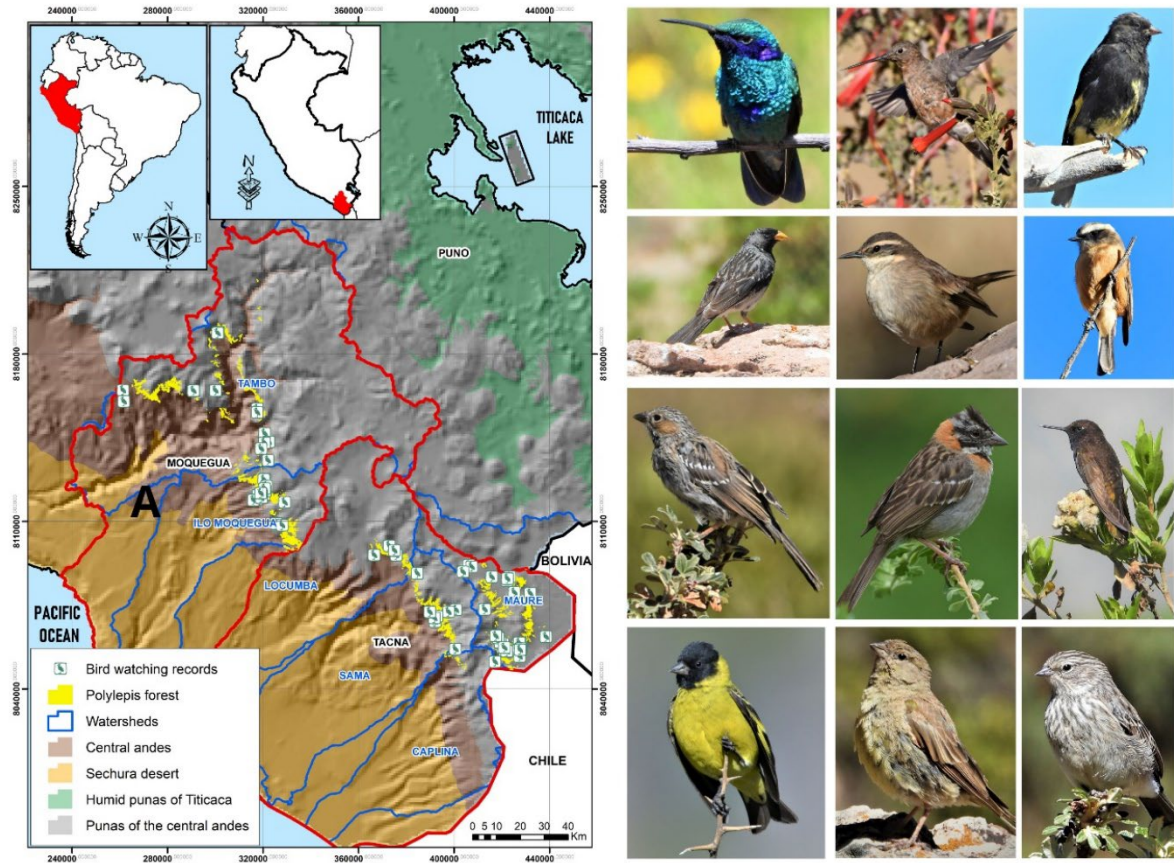 240000 280000 320000 360000 400000 440000
N
W E
S
N
TITICACA
LAKE
8250000
8250000
PUNO
8180000
8180000
TAMBO
MOQUEGUA
A
ILO MOQUEGUA
8110000
8110000
BOLIVIA
LOCUMBA
MAURE
PACIFIC
OCEAN
TACNA
SAMA
8040000
8040000
CAPLINA
CHILE
Bird watching records
Polylepis forest
Watersheds
Central andes
Sechura desert
Humid punas of Titicaca
Punas of the central andes
0 5 10 20 30 40
Km
240000 280000 320000 360000 400000 440000